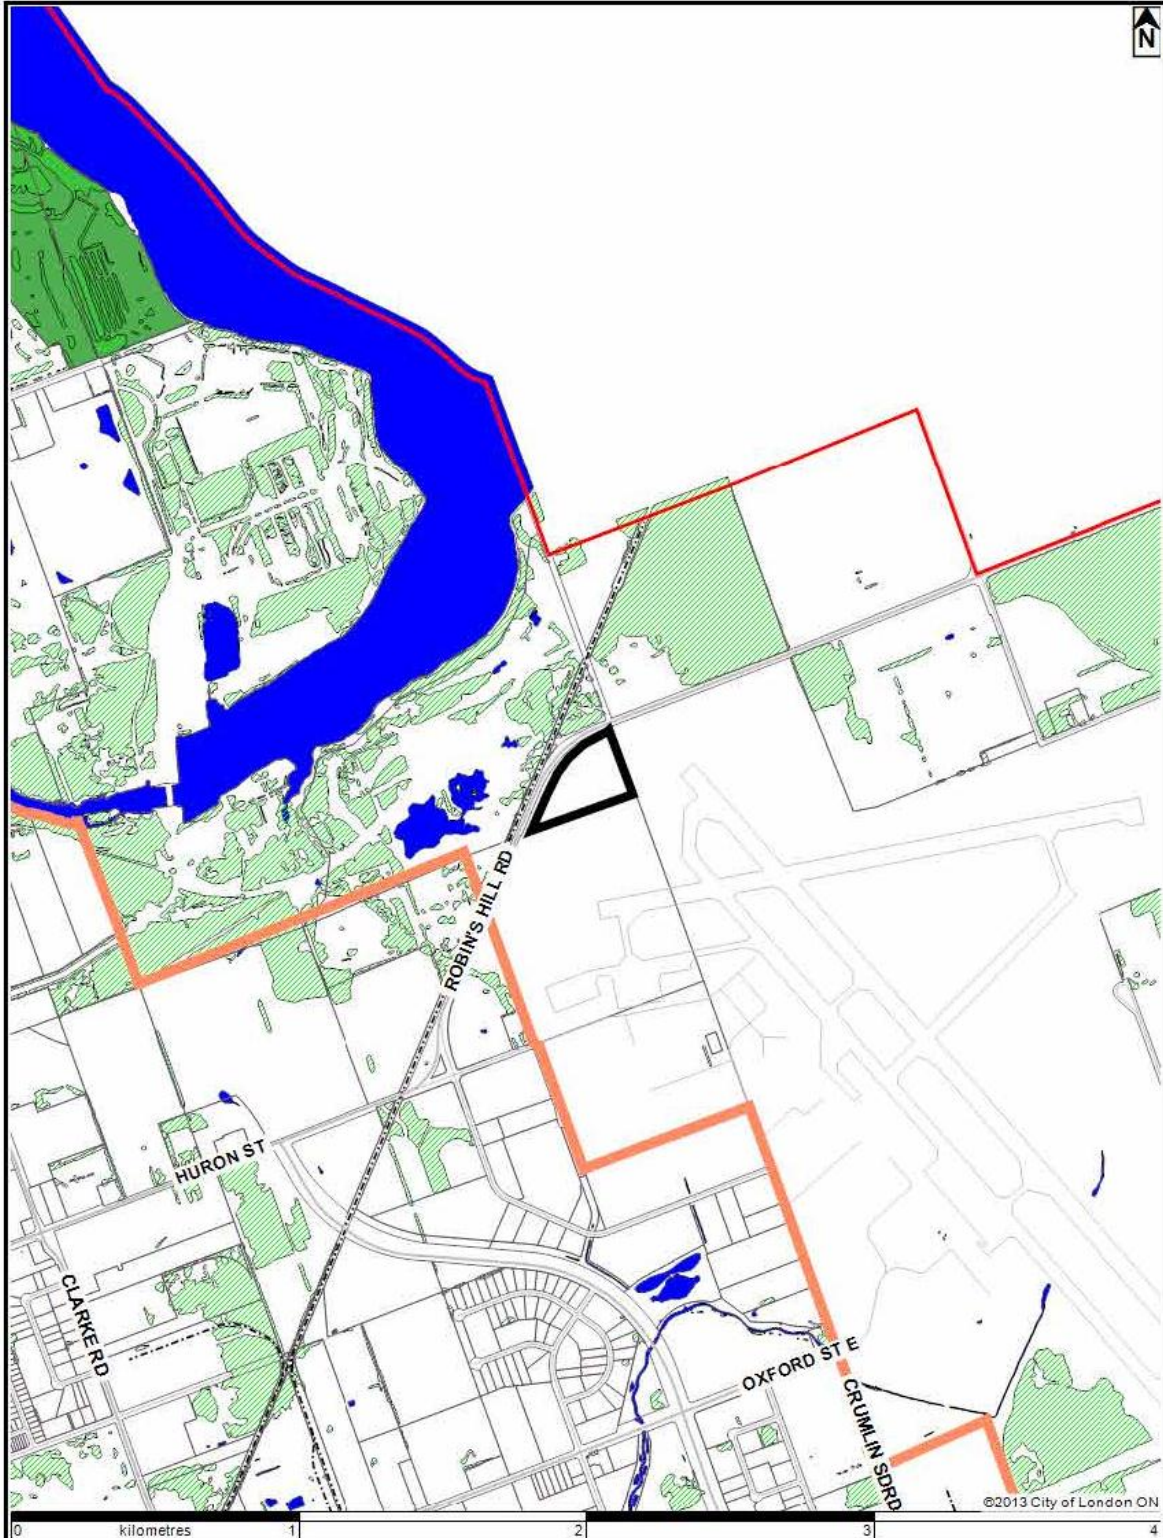 N
ROBIN'S HILL RD
HURON ST
CLARKE RD
OXFORD ST E
CRUMLIN SDRD
©2013 City of London ON
0 kilometres 1 2 3 4